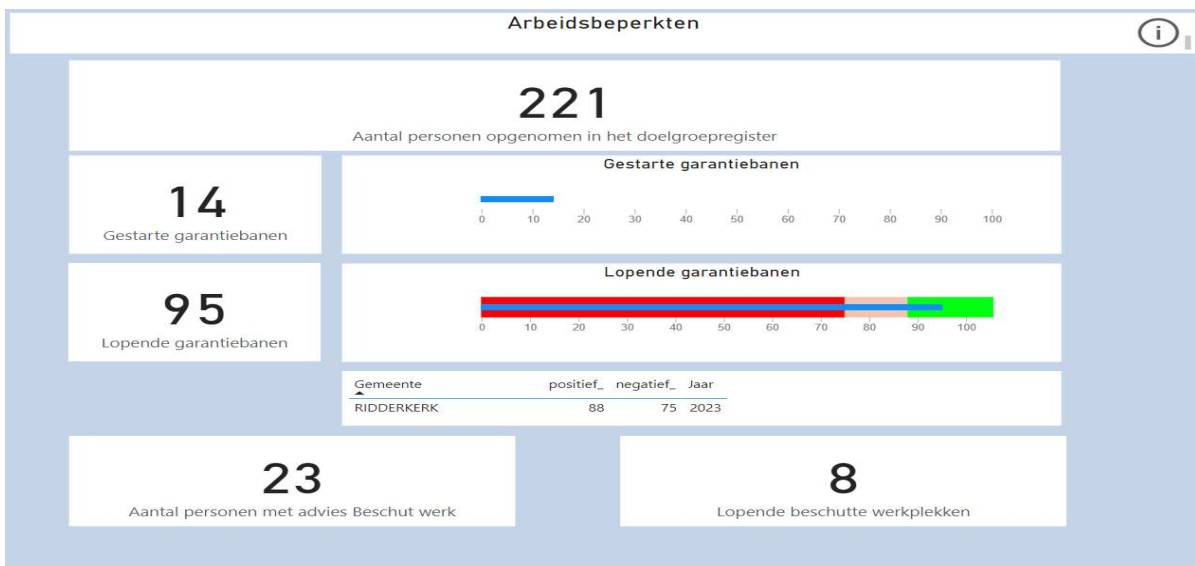 Arbeidsbeperkten
i
221
Aantal personen opgenomen in het doelgroepregister
14
Gestarte garantiebanen
Gestarte garantiebanen
0 10 20 30 40 50 60 70 80 90 100
95
Lopende garantiebanen
Lopende garantiebanen
0 10 20 30 40 50 60 70 80 90 100
Gemeente positief_ negatief_ Jaar
RIDDERKERK 88 75 2023
23
Aantal personen met advies Beschut werk
8
Lopende beschutte werkplekken